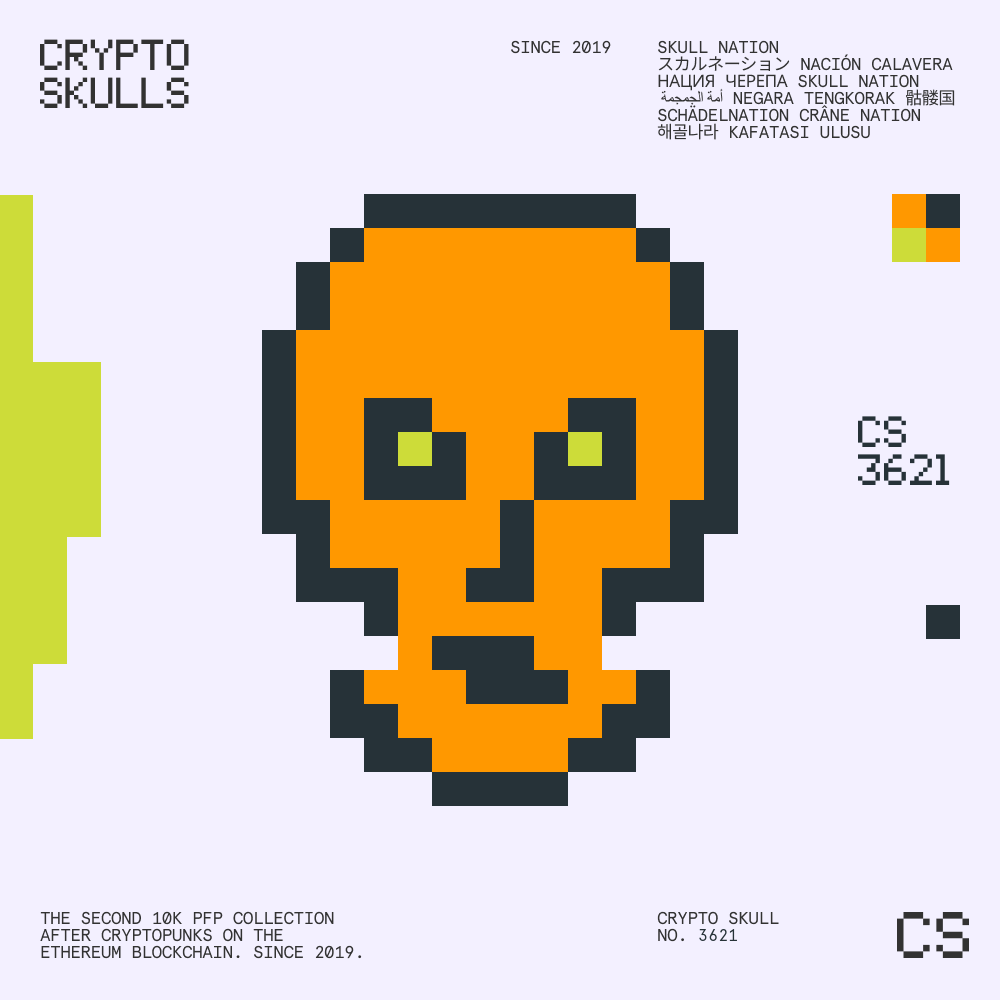 CRYPTO
SKULLS
SINCE 2019
SKULL NATION
スカルネーション NACIÓN CALAVERA
НАЦИЯ ЧЕРЕПА SKULL NATION
أمة الجمجمة NEGARA TENGKORAK 骷髅国
SCHÄDELNATION CRÂNE NATION
해골나라 KAFATASI ULUSU
CS
3621
THE SECOND 10K PFP COLLECTION
AFTER CRYPTOPUNKS ON THE
ETHEREUM BLOCKCHAIN. SINCE 2019.
CRYPTO SKULL
NO. 3621
CS